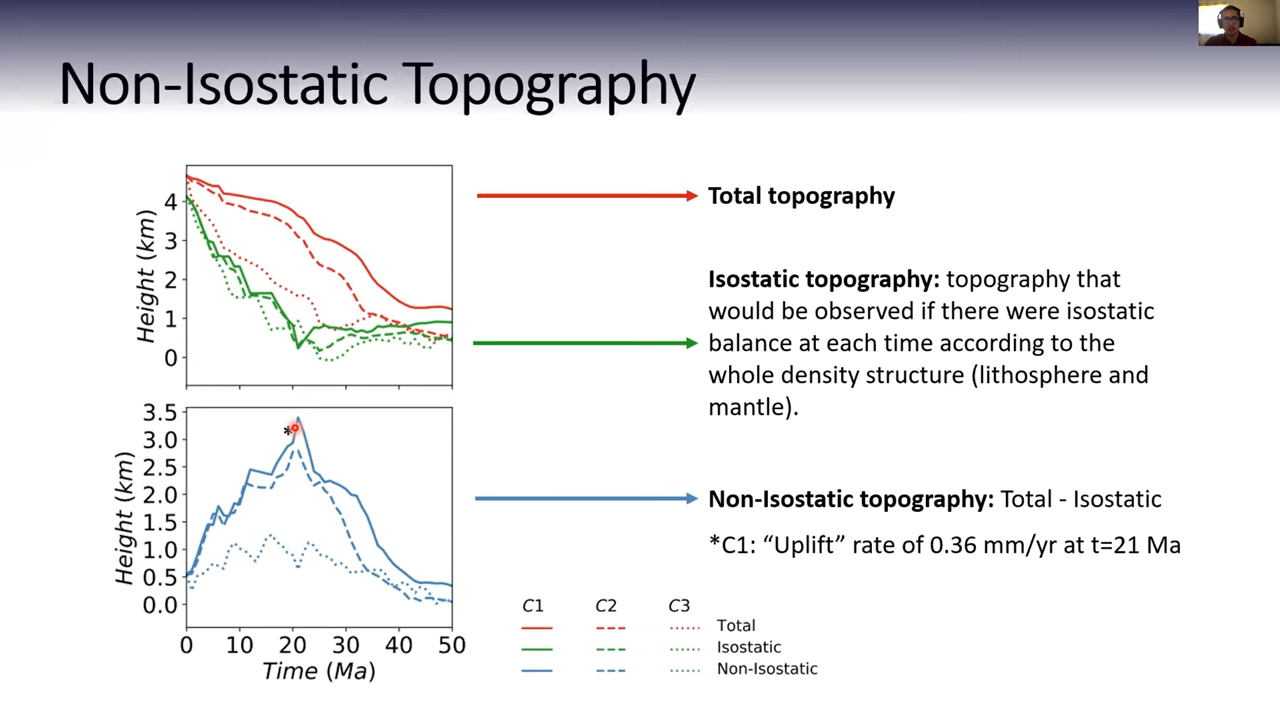 Non-Isostatic Topography
4
3
2
1
0
Height (km)
Total topography
Isostatic topography: topography that
would be observed if there were isostatic
balance at each time according to the
whole density structure (lithosphere and
mantle).
3.5
3.0
2.5
2.0
1.5
1.0
0.5
0.0
Height (km)
*
0 10 20 30 40 50
Time (Ma)
Non-Isostatic topography: Total - Isostatic
*C1: “Uplift” rate of 0.36 mm/yr at t=21 Ma
C1 C2 C3
Total
Isostatic
Non-Isostatic